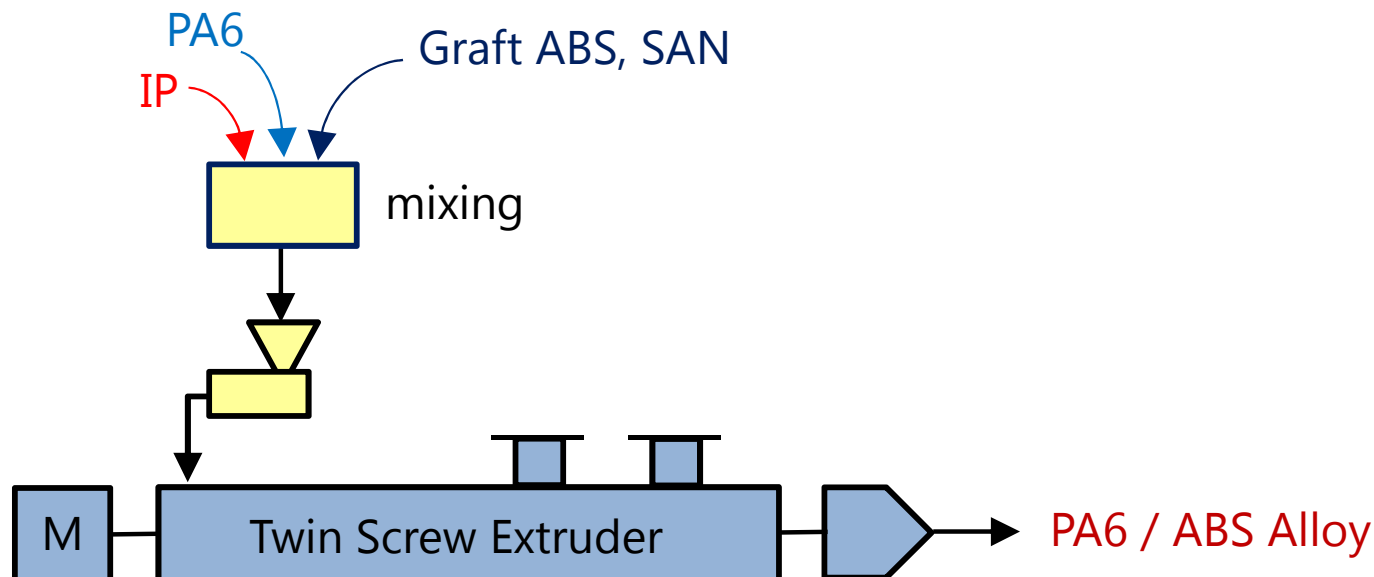 PA6
Graft ABS, SAN
IP
mixing
M
Twin Screw Extruder
PA6 / ABS Alloy